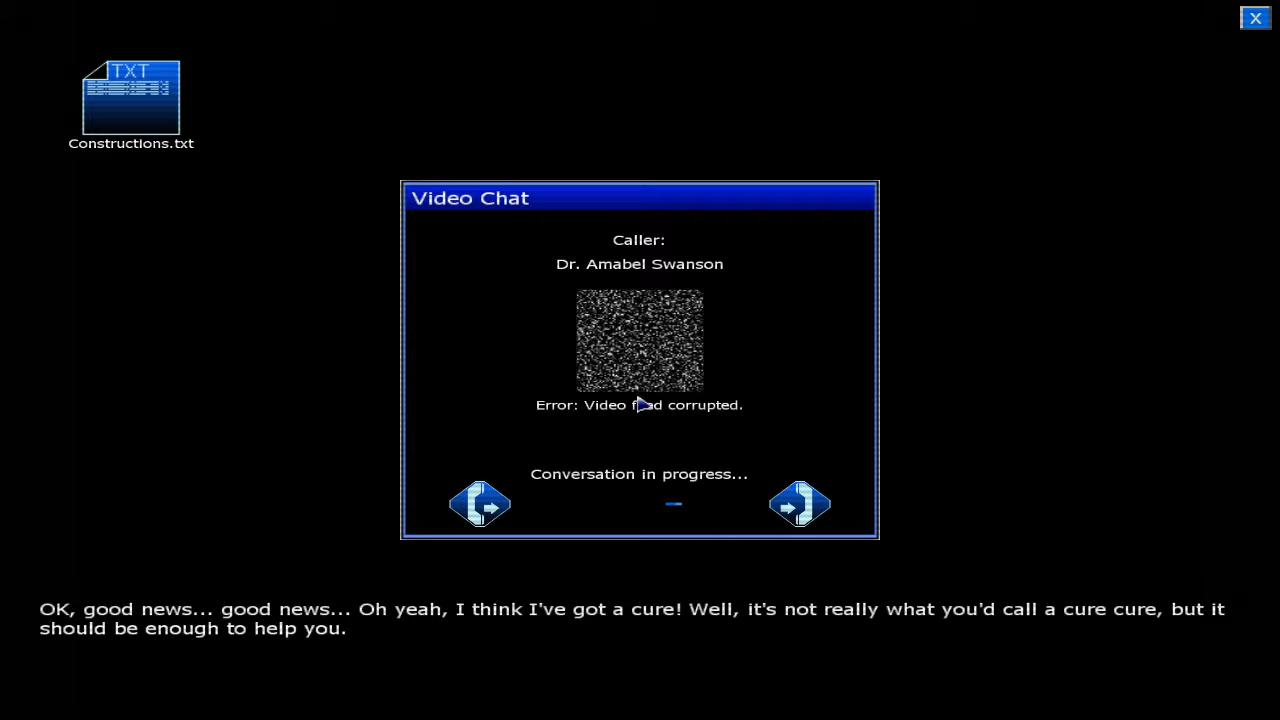 X
TXT
Constructions.txt
Video Chat
Caller:
Dr. Amabel Swanson
Error: Video corrupted.
Conversation in progress...
OK, good news... good news... Oh yeah, I think I've got a cure! Well, it's not really what you'd call a cure cure, but it
should be enough to help you.